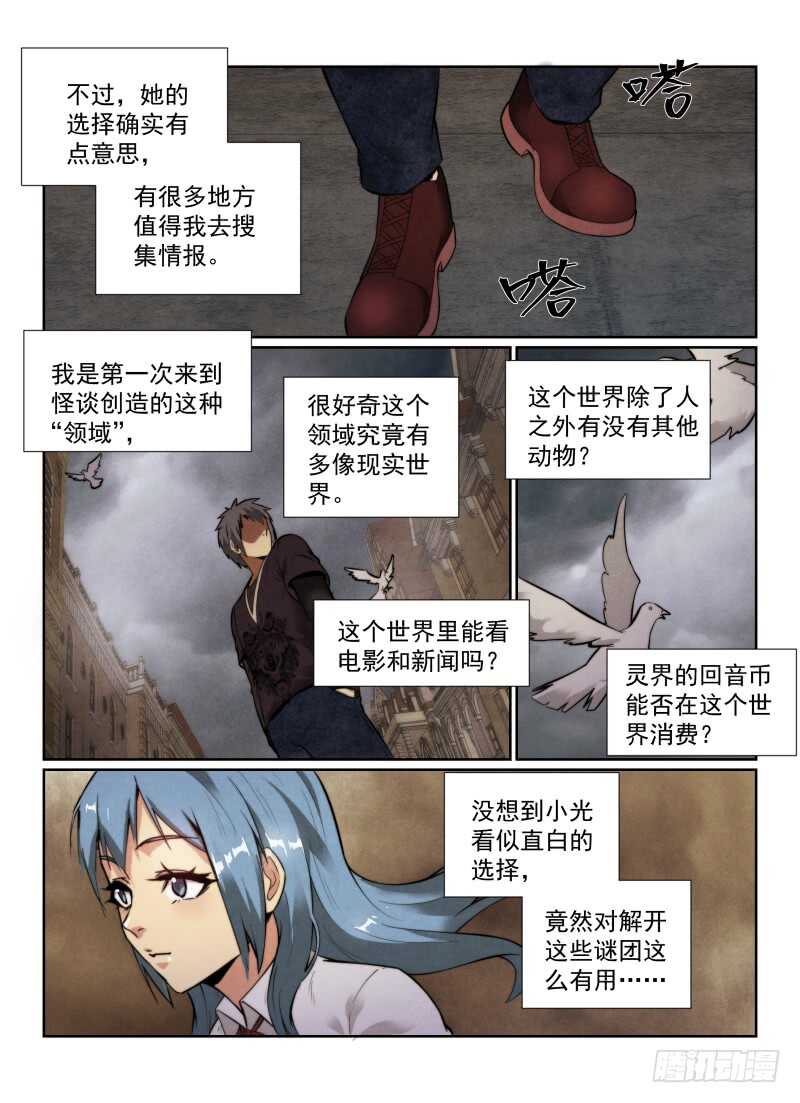 不过，她的
选择确实有
点意思，
有很多地方
值得我去搜
集情报。
嗒
嗒
我是第一次来到
怪谈创造的这种
“领域”，
很好奇这个
领域究竟有
多像现实世
界。
这个世界里能看
电影和新闻吗？
这个世界除了人
之外有没有其他
动物？
灵界的回音币
能否在这个世
界消费？
没想到小光
看似直白的
选择，
竟然对解开
这些谜团这
么有用……
腾讯动漫